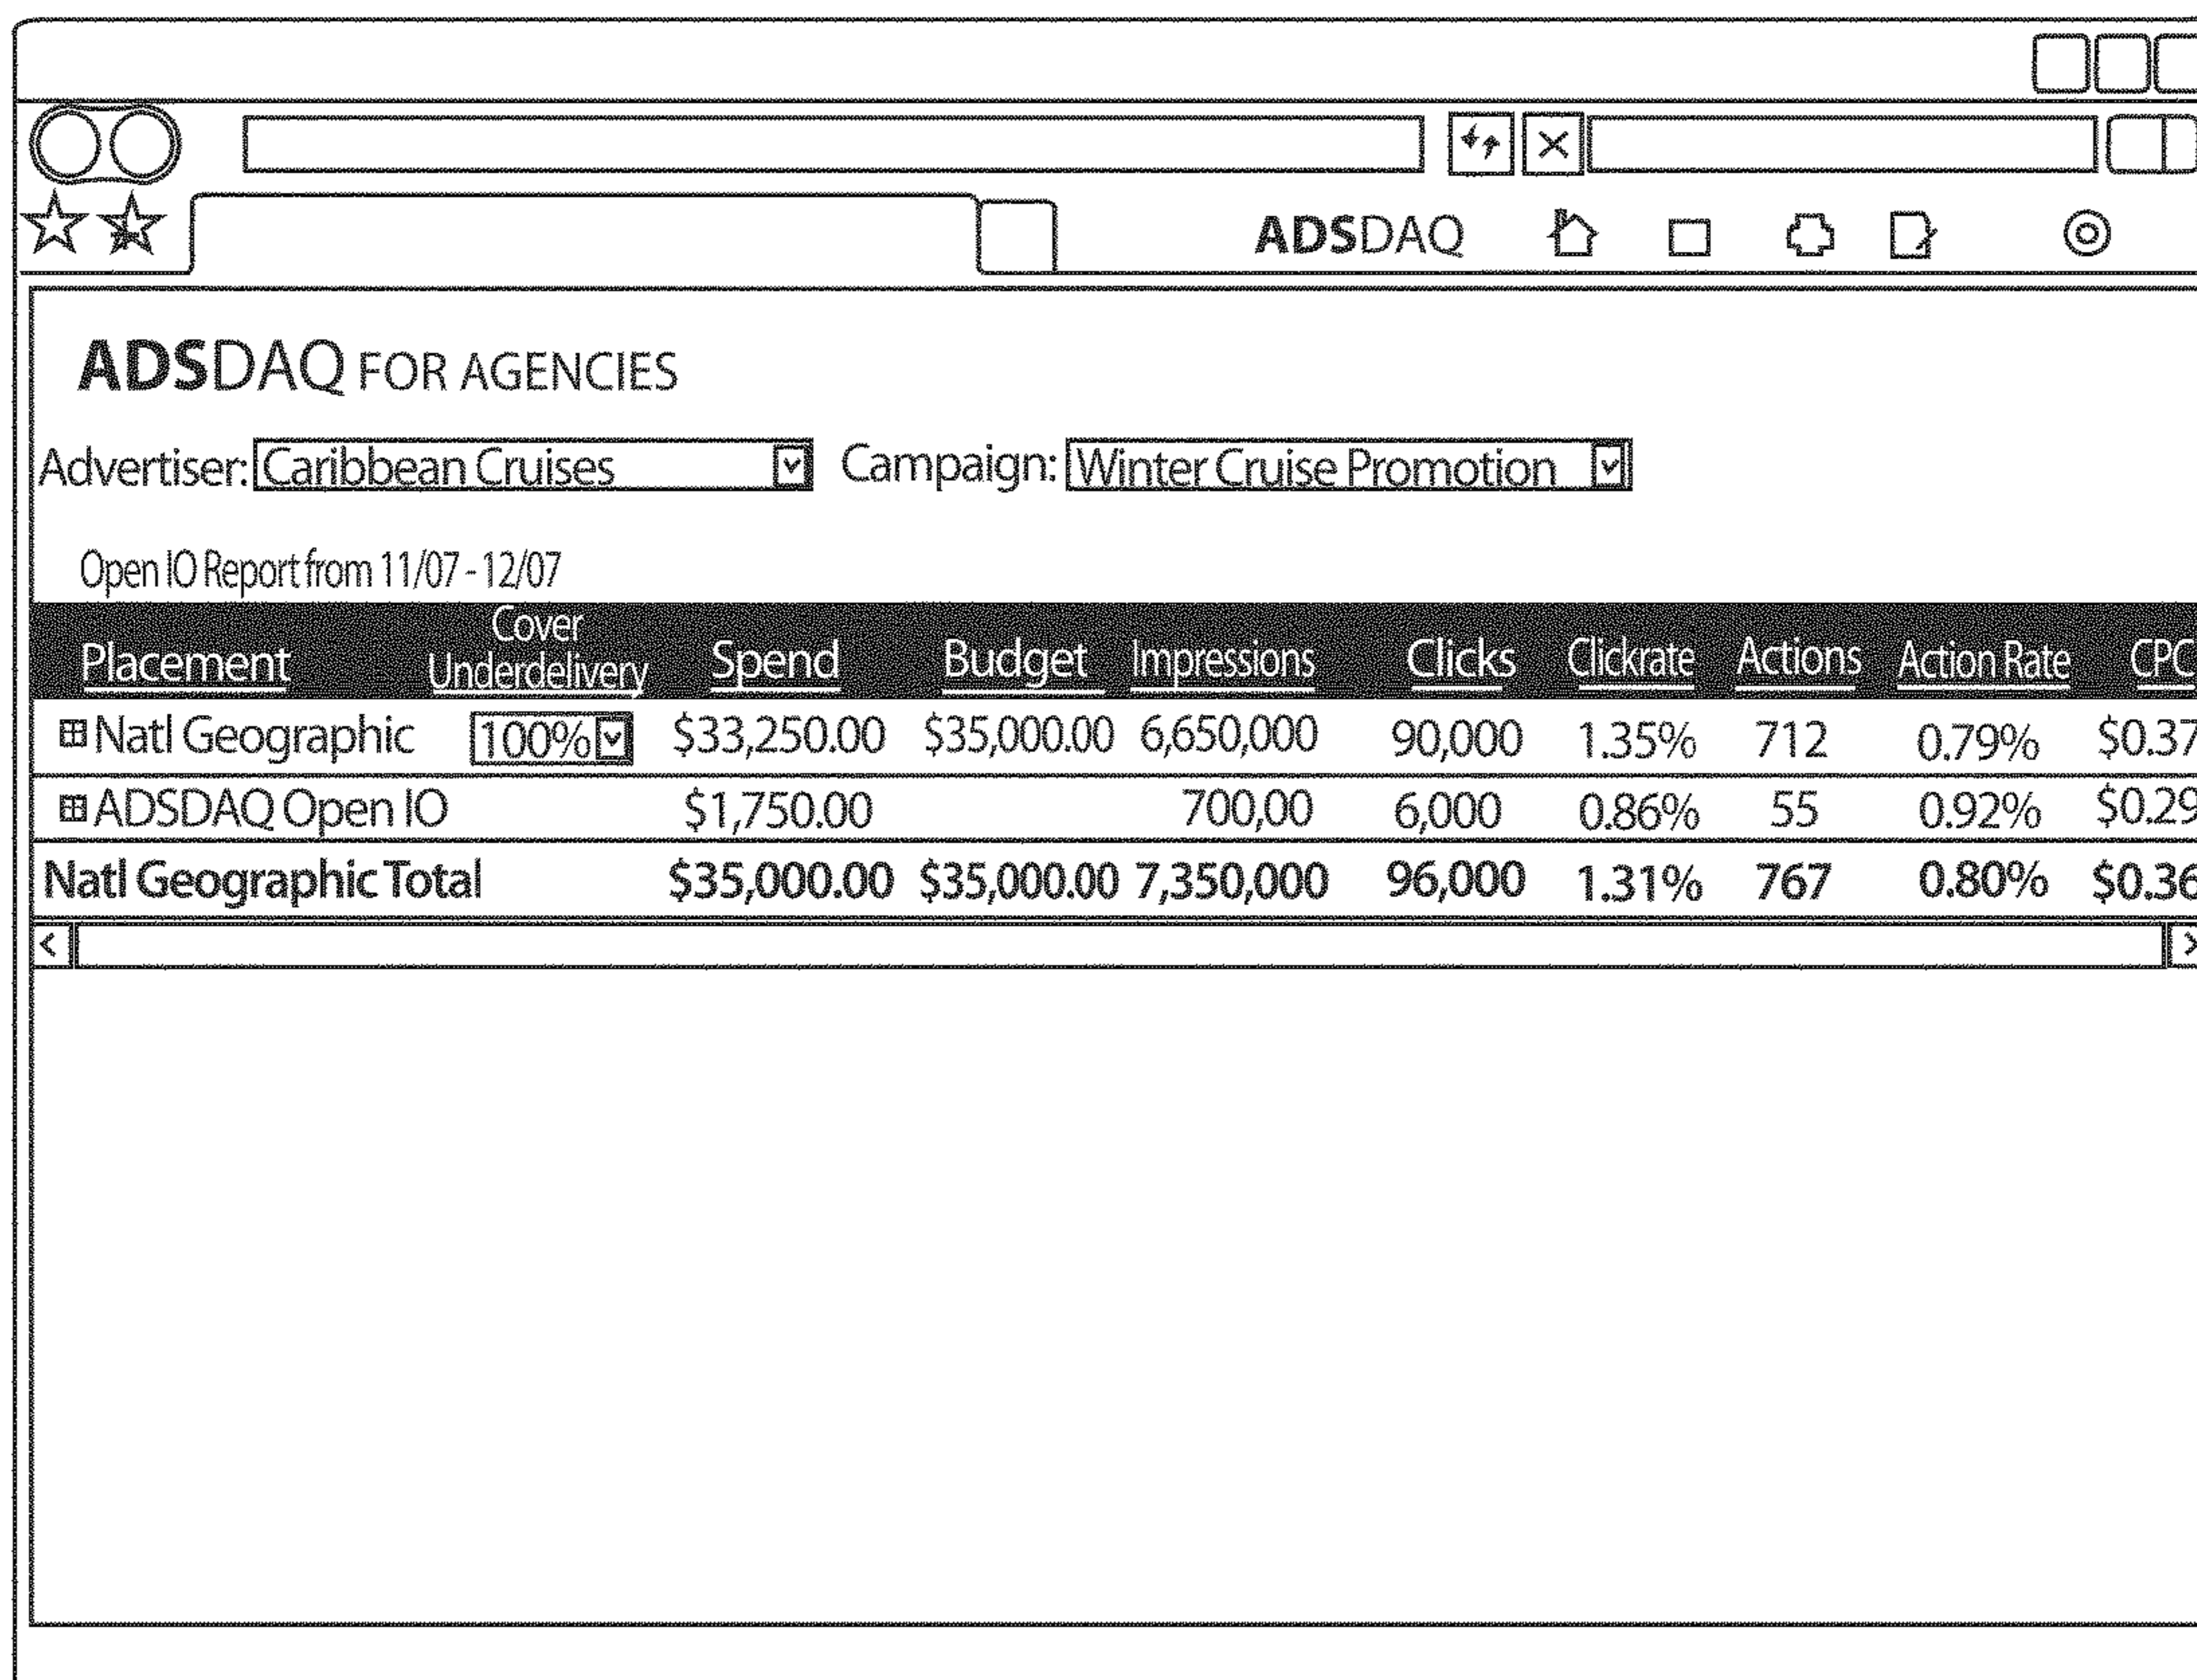 ADSDAQ
ADSDAQ FOR AGENCIES
Advertiser: Caribbean Cruises Campaign: Winter Cruise Promotion
Open IO Report from 11/07 - 12/07
Placement Cover Underdelivery Spend Budget Impressions Clicks Clickrate Actions Action Rate CPC
Natl Geographic 100% $33,250.00 $35,000.00 6,650,000 90,000 1.35% 712 0.79% $0.37
ADSDAQ Open IO $1,750.00 700,00 6,000 0.86% 55 0.92% $0.29
Natl Geographic Total $35,000.00 $35,000.00 7,350,000 96,000 1.31% 767 0.80% $0.36